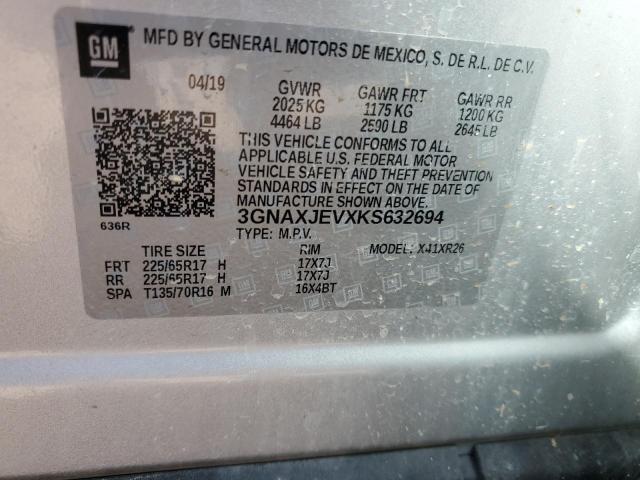 GM MFD BY GENERAL MOTORS DE MEXICO, S. DE R.L. DE C.V.
04/19 GVWR GAWR FRT GAWR RR
2025 KG 1175 KG 1200 KG
4464 LB 2590 LB 2645 LB
THIS VEHICLE CONFORMS TO ALL
APPLICABLE U.S. FEDERAL MOTOR
VEHICLE SAFETY AND THEFT PREVENTION
STANDARDS IN EFFECT ON THE DATE OF
MANUFACTURE SHOWN ABOVE.
3GNAXJEVXKS632694
636R TYPE: M.P.V. MODEL: X41XR26
TIRE SIZE RIM
FRT 225/65R17 H 17X7J
RR 225/65R17 H 17X7J
SPA T135/70R16 M 16X4BT